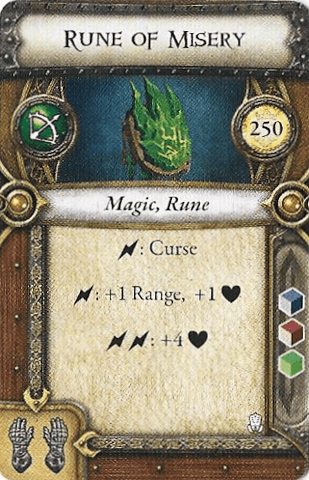 RUNE OF MISERY
250
Magic, Rune
: Curse
: +1 Range, +1
: +4